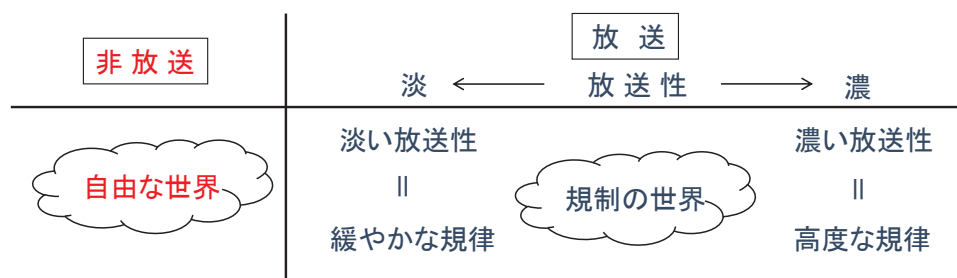 非放送
放送
淡 ←── 放送性 ──→ 濃
自由な世界
淡い放送性
=
緩やかな規律
規制の世界
濃い放送性
=
高度な規律